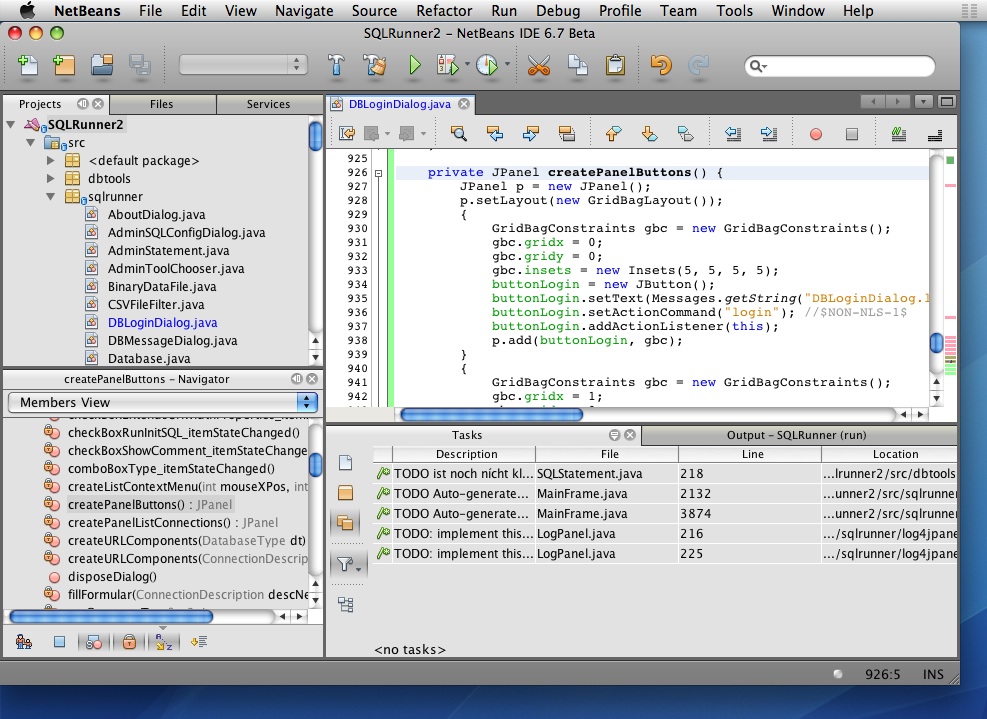 NetBeans File Edit View Navigate Source Refactor Run Debug Profile Team Tools Window Help
SQLRunner2 – NetBeans IDE 6.7 Beta
Projects Files Services
SQLRunner2
src
<default package>
dbtools
sqlrunner
AboutDialog.java
AdminSQLConfigDialog.java
AdminStatement.java
AdminToolChooser.java
BinaryDataFile.java
CSVFileFilter.java
DBLoginDialog.java
DBMessageDialog.java
Database.java
createPanelButtons – Navigator
Members View
checkBoxRunInitSQL_itemStateChanged()
checkBoxShowComment_itemStateChange
comboBoxType_itemStateChanged()
createListContextMenu(int mouseXPos, int
createPanelButtons() : JPanel
createPanelListConnections() : JPanel
createURLComponents(DatabaseType dt)
createURLComponents(ConnectionDescrip
disposeDialog()
fillFormular(ConnectionDescription descNe
DBLoginDialog.java
925
926 private JPanel createPanelButtons() {
927 JPanel p = new JPanel();
928 p.setLayout(new GridBagLayout());
929 {
930 GridBagConstraints gbc = new GridBagConstraints();
931 gbc.gridx = 0;
932 gbc.gridy = 0;
933 gbc.insets = new Insets(5, 5, 5, 5);
934 buttonLogin = new JButton();
935 buttonLogin.setText(Messages.getString("DBLoginDialog.l
936 buttonLogin.setActionCommand("login"); //$NON-NLS-1$
937 buttonLogin.addActionListener(this);
938 p.add(buttonLogin, gbc);
939 }
940 {
941 GridBagConstraints gbc = new GridBagConstraints();
942 gbc.gridx = 1;
Tasks Output – SQLRunner (run)
Description File Line Location
TODO ist noch nícht kl... SQLStatement.java 218 ...lrunner2/src/dbtools
TODO Auto-generate... MainFrame.java 2132 ...unner2/src/sqlrunner
TODO Auto-generate... MainFrame.java 3874 ...unner2/src/sqlrunner
TODO: implement this... LogPanel.java 216 .../sqlrunner/log4jpane
TODO: implement this... LogPanel.java 225 .../sqlrunner/log4jpane
<no tasks>
926:5 INS